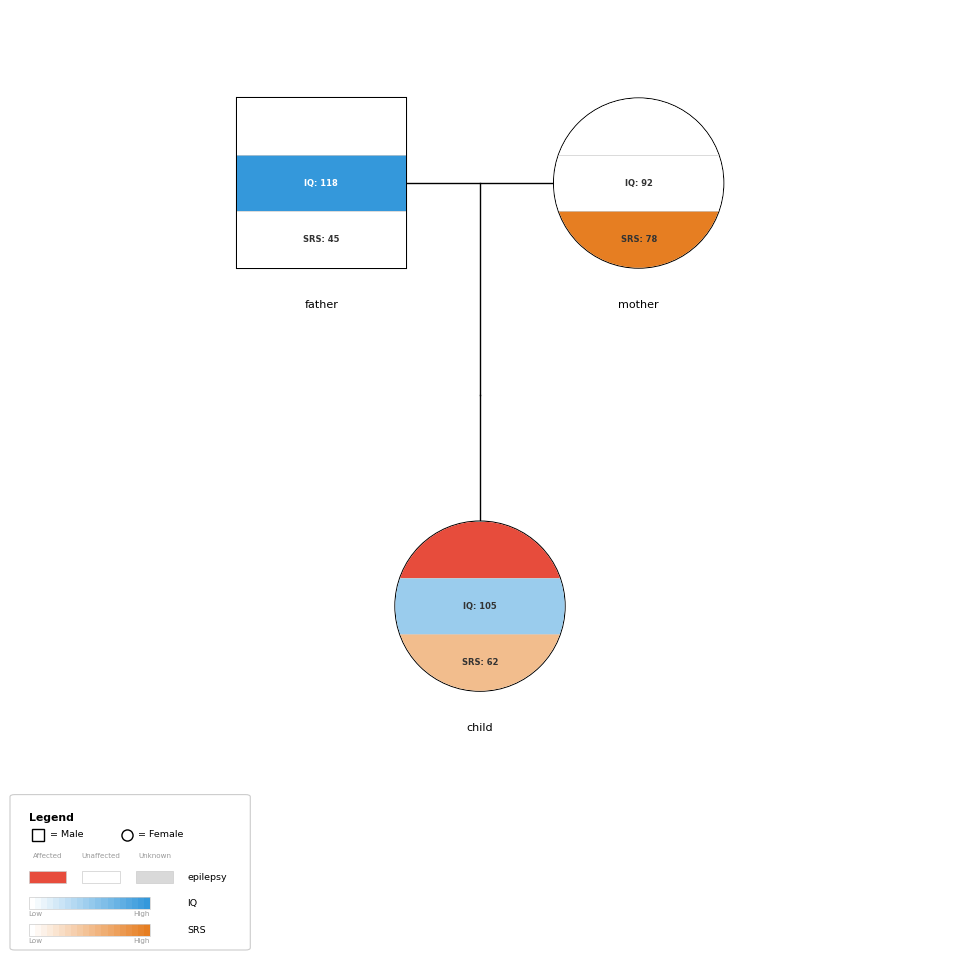 IQ: 118
IQ: 92
SRS: 45
SRS: 78
father
mother
IQ: 105
SRS: 62
child
Legend
= Male
= Female
Affected
Unaffected
Unknown
epilepsy
IQ
Low
High
SRS
Low
High